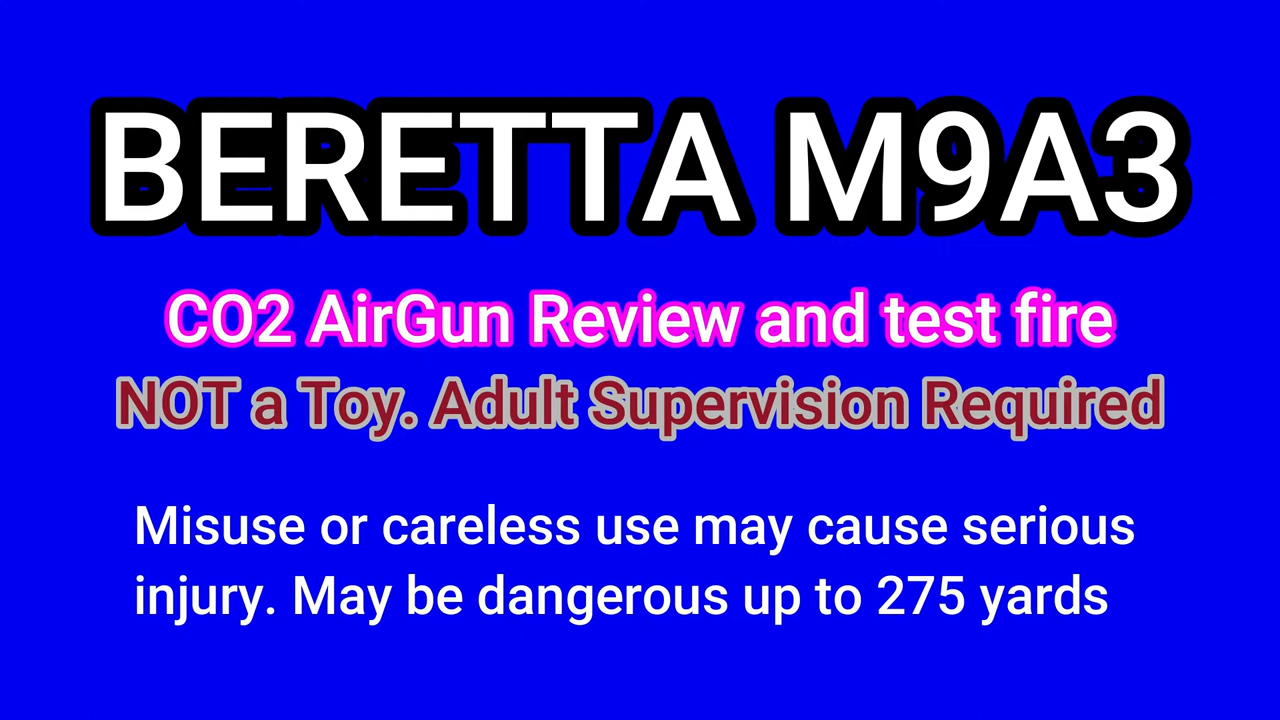 BERETTA M9A3
CO2 AirGun Review and test fire
NOT a Toy. Adult Supervision Required
Misuse or careless use may cause serious
injury. May be dangerous up to 275 yards